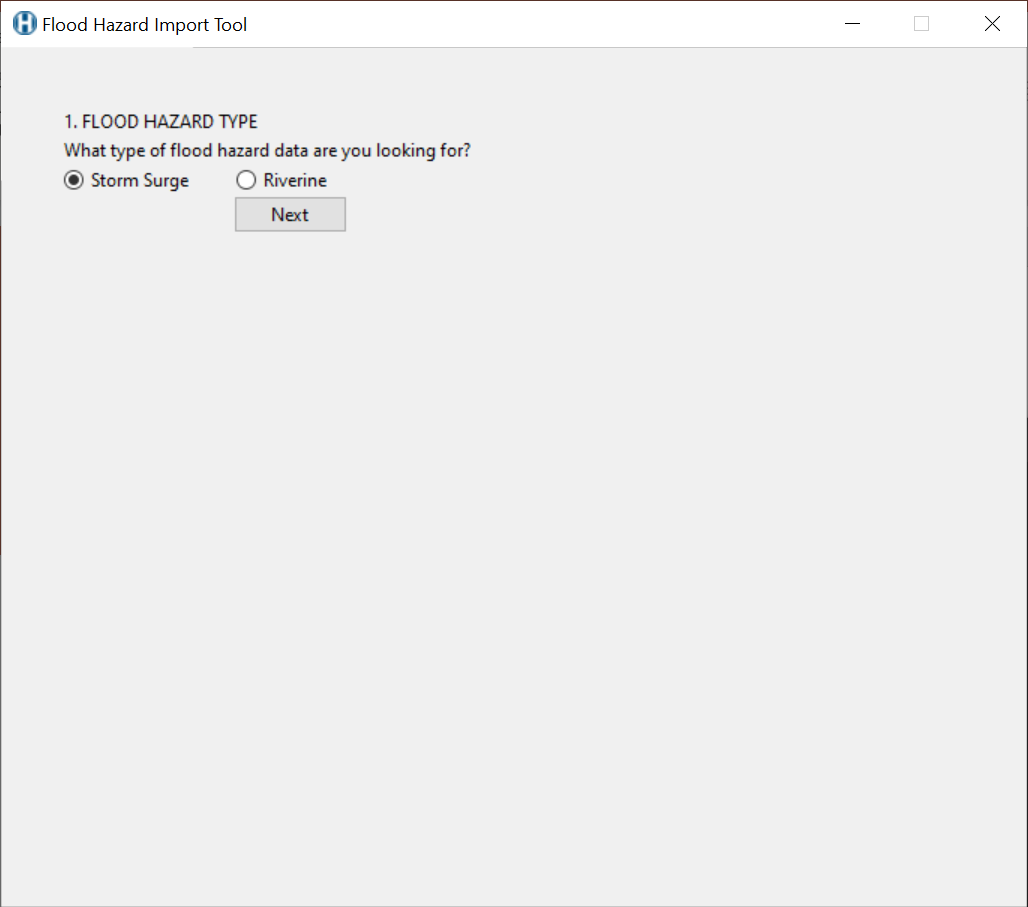 Flood Hazard Import Tool
1. FLOOD HAZARD TYPE
What type of flood hazard data are you looking for?
Storm Surge Riverine
Next